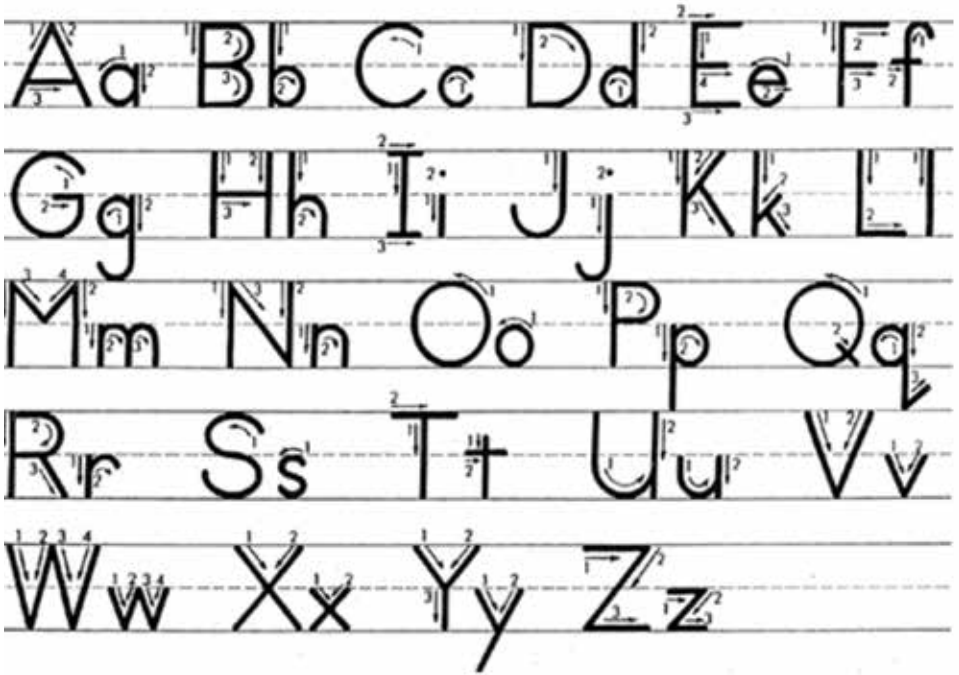 Aa Bb Cc Dd Ee Ff
Gg Hh Ii Jj Kk Ll
Mm Nn Oo Pp Qq
Rr Ss Tt Uu Vv
Ww Xx Yy Zz